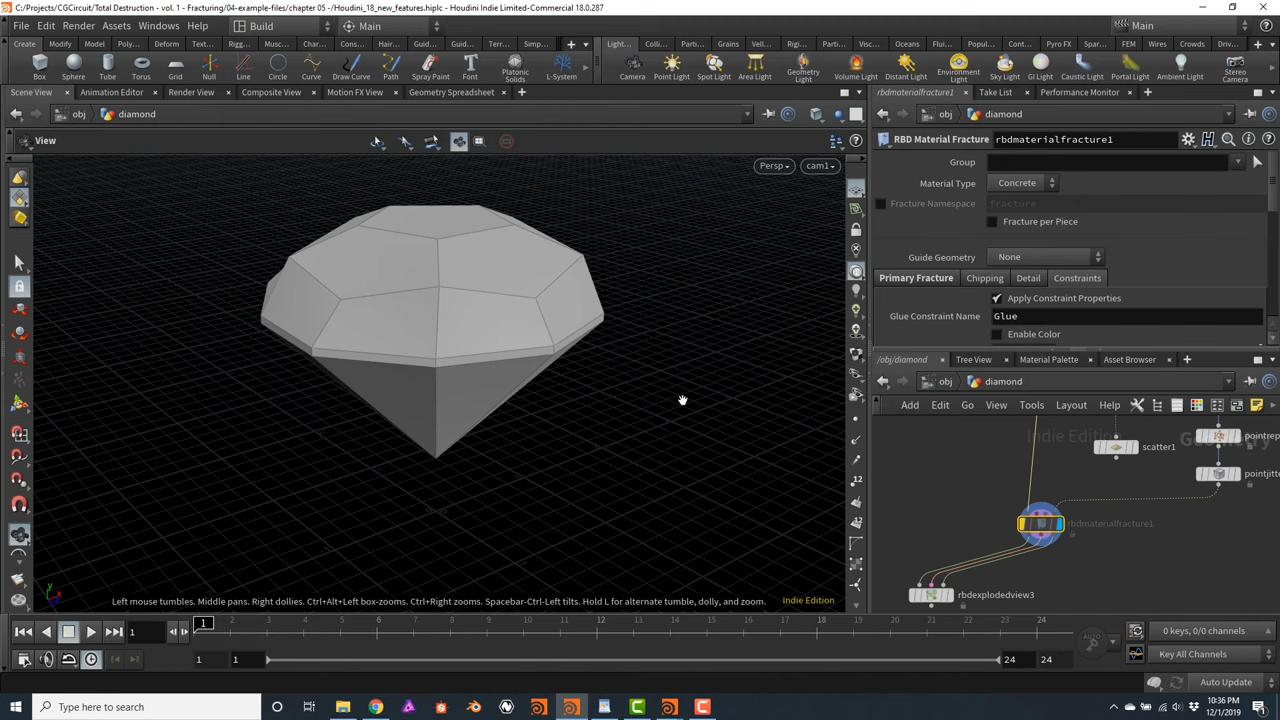 C:/Projects/CGCircuit/Total Destruction - vol. 1 - Fracturing/04-example-files/chapter 05 -/Houdini_18_new_features.hiplc - Houdini Indie Limited-Commercial 18.0.287
File Edit Render Assets Windows Help Build Main Main
Create Modify Model Poly... Deform Text... Rigg... Musc... Char... Cons... Hair... Guid... Guid... Terr... Simp... Light... Colli... Parti... Grains Vell... Rigi... Parti... Visc... Oceans Flui... Popul... Cont... Pyro FX Spar... FEM Wires Crowds Driv...
Box Sphere Tube Torus Grid Null Line Circle Curve Draw Curve Path Spray Paint Font Platonic Solids L-System Camera Point Light Spot Light Area Light Geometry Light Volume Light Distant Light Environment Light Sky Light GI Light Caustic Light Portal Light Ambient Light Stereo Camera
Scene View Animation Editor Render View Composite View Motion FX View Geometry Spreadsheet
rbdmaterialfracture1 Take List Performance Monitor
obj diamond
obj diamond
View
RBD Material Fracture rbdmaterialfracture1
Persp cam1
Group
Material Type Concrete
Fracture Namespace fracture
Fracture per Piece
Guide Geometry None
Primary Fracture Chipping Detail Constraints
Apply Constraint Properties
Glue Constraint Name Glue
Enable Color
/obj/diamond Tree View Material Palette Asset Browser
obj diamond
Add Edit Go View Tools Layout Help
Indie Edition
scatter1
pointrep
pointjitte
rbdmaterialfracture1
rbdexplodedview3
Left mouse tumbles. Middle pans. Right dollies. Ctrl+Alt+Left box-zooms. Ctrl+Right zooms. Spacebar-Ctrl-Left tilts. Hold L for alternate tumble, dolly, and zoom. Indie Edition
1 1 2 4 6 8 9 10 11 12 13 14 15 16 17 18 19 20 21 22 23 24
0 keys, 0/0 channels
1 1 24 24
Key All Channels
Auto Update
Type here to search
10:36 PM
12/1/2019